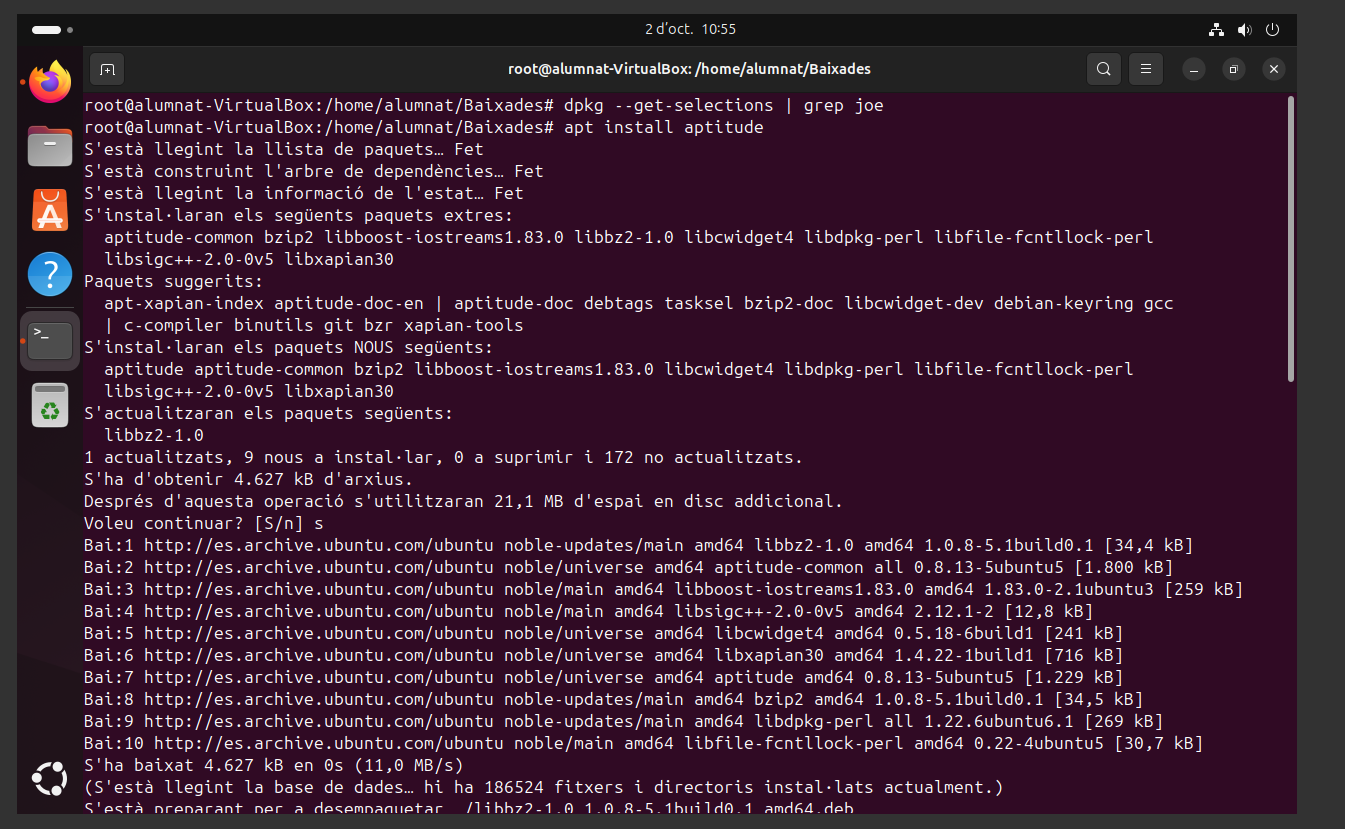 2 d'oct. 10:55
root@alumnat-VirtualBox: /home/alumnat/Baixades
root@alumnat-VirtualBox:/home/alumnat/Baixades# dpkg --get-selections | grep joe
root@alumnat-VirtualBox:/home/alumnat/Baixades# apt install aptitude
S'està llegint la llista de paquets… Fet
S'està construint l'arbre de dependències… Fet
S'està llegint la informació de l'estat… Fet
S'instal·laran els següents paquets extres:
  aptitude-common bzip2 libboost-iostreams1.83.0 libbz2-1.0 libcwidget4 libdpkg-perl libfile-fcntllock-perl
  libsigc++-2.0-0v5 libxapian30
Paquets suggerits:
  apt-xapian-index aptitude-doc-en | aptitude-doc debtags tasksel bzip2-doc libcwidget-dev debian-keyring gcc
  | c-compiler binutils git bzr xapian-tools
S'instal·laran els paquets NOUS següents:
  aptitude aptitude-common bzip2 libboost-iostreams1.83.0 libcwidget4 libdpkg-perl libfile-fcntllock-perl
  libsigc++-2.0-0v5 libxapian30
S'actualitzaran els paquets següents:
  libbz2-1.0
1 actualitzats, 9 nous a instal·lar, 0 a suprimir i 172 no actualitzats.
S'ha d'obtenir 4.627 kB d'arxius.
Després d'aquesta operació s'utilitzaran 21,1 MB d'espai en disc addicional.
Voleu continuar? [S/n] s
Bai:1 http://es.archive.ubuntu.com/ubuntu noble-updates/main amd64 libbz2-1.0 amd64 1.0.8-5.1build0.1 [34,4 kB]
Bai:2 http://es.archive.ubuntu.com/ubuntu noble/universe amd64 aptitude-common all 0.8.13-5ubuntu5 [1.800 kB]
Bai:3 http://es.archive.ubuntu.com/ubuntu noble/main amd64 libboost-iostreams1.83.0 amd64 1.83.0-2.1ubuntu3 [259 kB]
Bai:4 http://es.archive.ubuntu.com/ubuntu noble/main amd64 libsigc++-2.0-0v5 amd64 2.12.1-2 [12,8 kB]
Bai:5 http://es.archive.ubuntu.com/ubuntu noble/universe amd64 libcwidget4 amd64 0.5.18-6build1 [241 kB]
Bai:6 http://es.archive.ubuntu.com/ubuntu noble/universe amd64 libxapian30 amd64 1.4.22-1build1 [716 kB]
Bai:7 http://es.archive.ubuntu.com/ubuntu noble/universe amd64 aptitude amd64 0.8.13-5ubuntu5 [1.229 kB]
Bai:8 http://es.archive.ubuntu.com/ubuntu noble-updates/main amd64 bzip2 amd64 1.0.8-5.1build0.1 [34,5 kB]
Bai:9 http://es.archive.ubuntu.com/ubuntu noble-updates/main amd64 libdpkg-perl all 1.22.6ubuntu6.1 [269 kB]
Bai:10 http://es.archive.ubuntu.com/ubuntu noble/main amd64 libfile-fcntllock-perl amd64 0.22-4ubuntu5 [30,7 kB]
S'ha baixat 4.627 kB en 0s (11,0 MB/s)
(S'està llegint la base de dades… hi ha 186524 fitxers i directoris instal·lats actualment.)
S'està preparant per a desempaquetar …/libbz2-1.0_1.0.8-5.1build0.1_amd64.deb